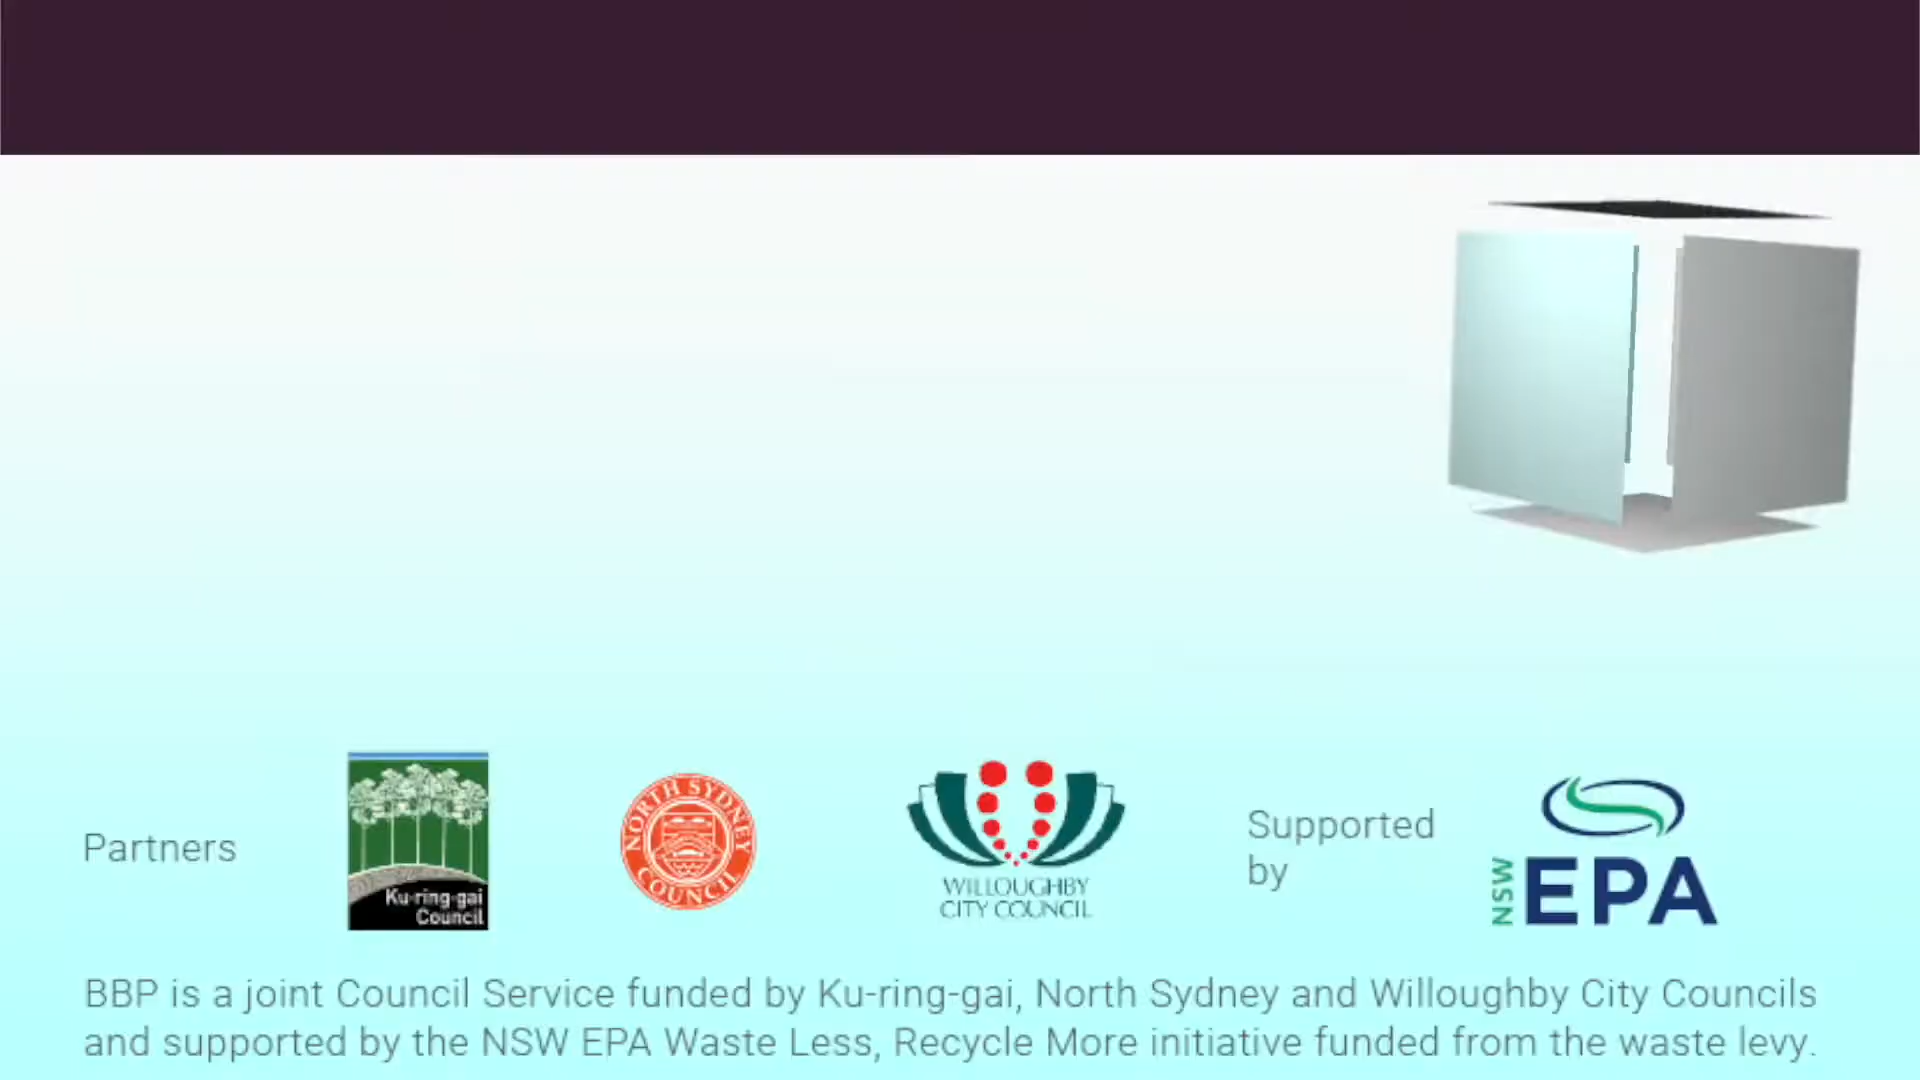 Partners
Ku-ring-gai
Council
NORTH SYDNEY
COUNCIL
WILLOUGHBY
CITY COUNCIL
Supported
by
NSW
EPA
BBP is a joint Council Service funded by Ku-ring-gai, North Sydney and Willoughby City Councils
and supported by the NSW EPA Waste Less, Recycle More initiative funded from the waste levy.